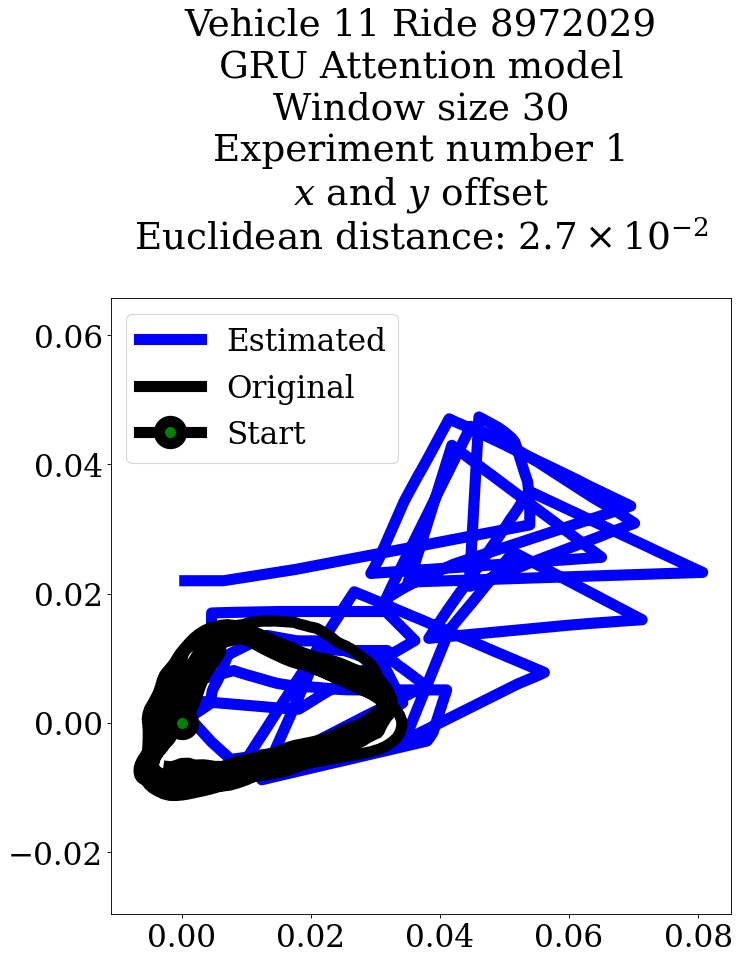 Vehicle 11 Ride 8972029
GRU Attention model
Window size 30
Experiment number 1
x and y offset
Euclidean distance: 2.7 × 10⁻²
Estimated
Original
Start
0.06
0.04
0.02
0.00
−0.02
0.00 0.02 0.04 0.06 0.08